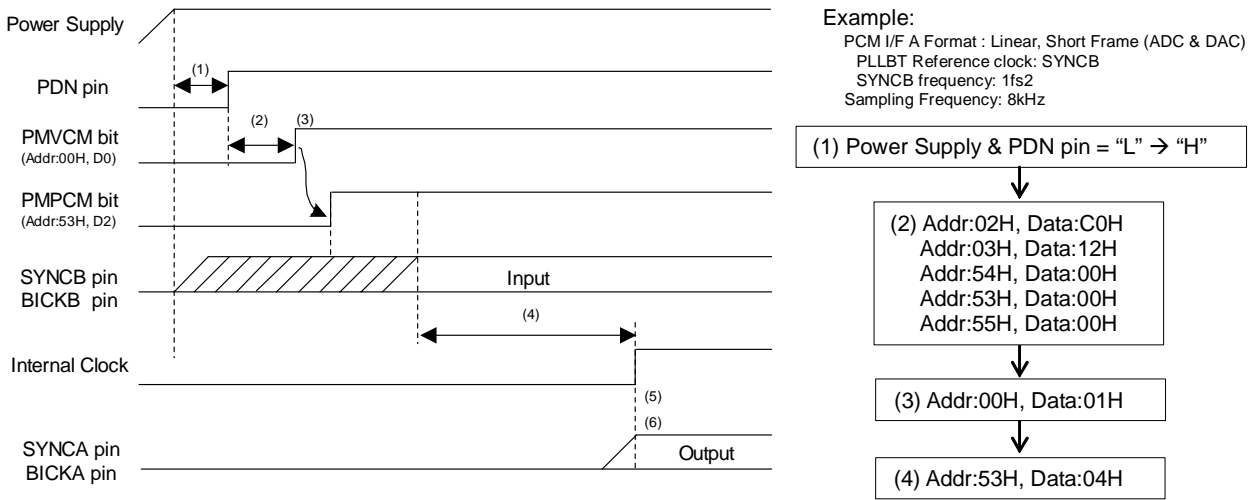 Power Supply
(1)
PDN pin
(2)
(3)
PMVCM bit
(Addr:00H, D0)
PMPCM bit
(Addr:53H, D2)
SYNCB pin
BICKB pin
Input
(4)
Internal Clock
(5)
(6)
SYNCA pin
BICKA pin
Output
Example:
PCM I/F A Format : Linear, Short Frame (ADC & DAC)
PLLBT Reference clock: SYNCB
SYNCB frequency: 1fs2
Sampling Frequency: 8kHz
(1) Power Supply & PDN pin = “L” → “H”
(2) Addr:02H, Data:C0H
Addr:03H, Data:12H
Addr:54H, Data:00H
Addr:53H, Data:00H
Addr:55H, Data:00H
(3) Addr:00H, Data:01H
(4) Addr:53H, Data:04H